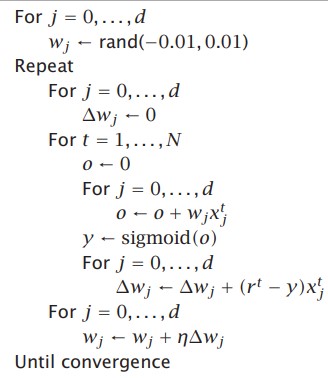 For j = 0,...,d
w_j ← rand(−0.01, 0.01)
Repeat
For j = 0,...,d
Δw_j ← 0
For t = 1,...,N
o ← 0
For j = 0,...,d
o ← o + w_j x_j^t
y ← sigmoid(o)
For j = 0,...,d
Δw_j ← Δw_j + (r^t − y)x_j^t
For j = 0,...,d
w_j ← w_j + ηΔw_j
Until convergence